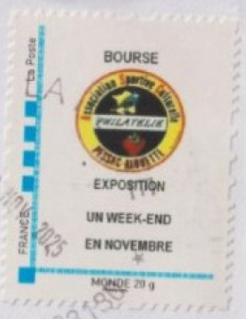 La Poste
BOURSE
Association Sportive Culturelle
PHILATELIE
PESSAC ALOUETTE
EXPOSITION
UN WEEK-END
EN NOVEMBRE
FRANCE
MONDE 20 g
2025